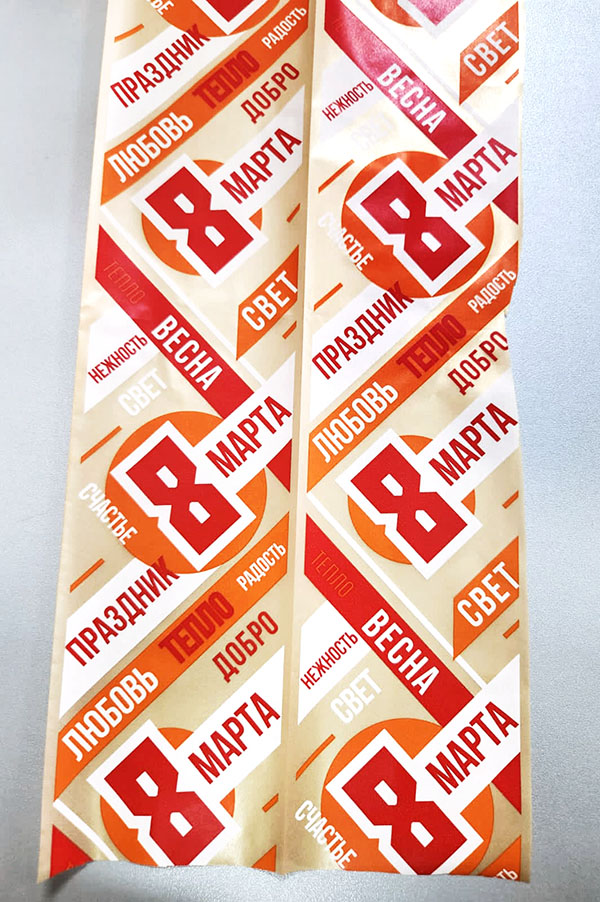 ПРАЗДНИК
РАДОСТЬ
ЛЮБОВЬ ТЕПЛО
ДОБРО
8 МАРТА
СВЕТ
ТЕПЛО
ВЕСНА
НЕЖНОСТЬ
СВЕТ
8 МАРТА
СЧАСТЬЕ
ПРАЗДНИК
РАДОСТЬ
ЛЮБОВЬ ТЕПЛО
ДОБРО
8 МАРТА
СВЕТ
ВЕСНА
НЕЖНОСТЬ
СВЕТ
8 МАРТА
СЧАСТЬЕ
ПРАЗДНИК
РАДОСТЬ
ЛЮБОВЬ ТЕПЛО
ДОБРО
8 МАРТА
СВЕТ
ТЕПЛО
ВЕСНА
НЕЖНОСТЬ
СВЕТ
8 МАРТА
СЧАСТЬЕ